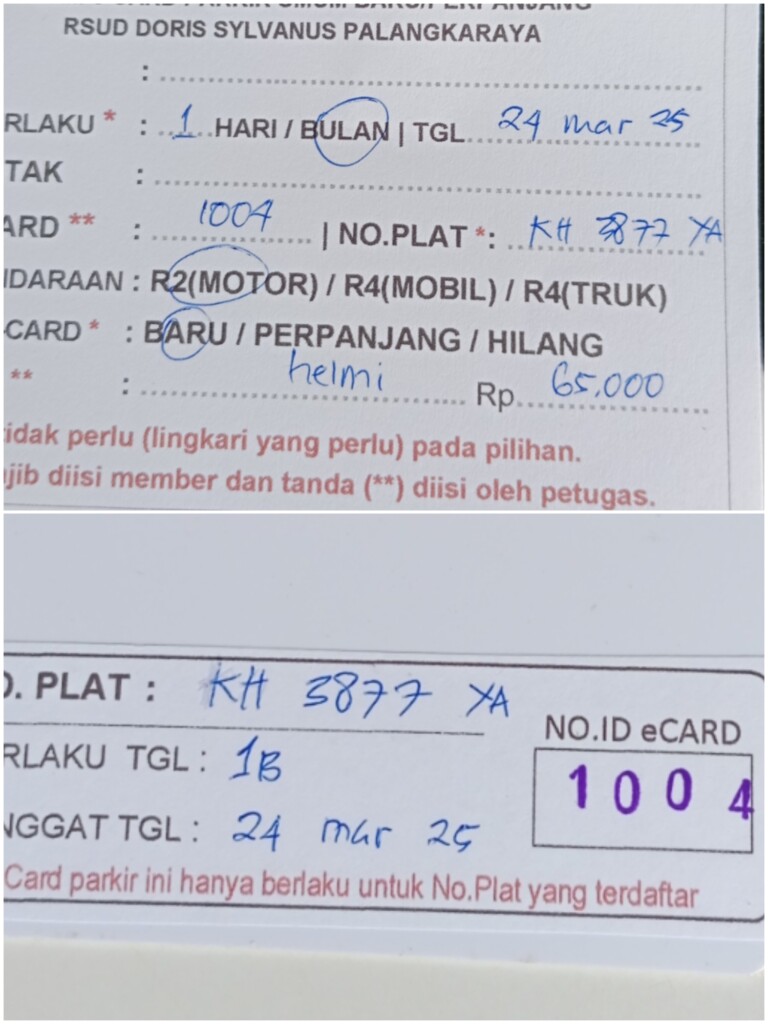 RSUD DORIS SYLVANUS PALANGKARAYA
:
RLAKU * : 1 HARI / BULAN | TGL 24 mar 25
TAK :
ARD ** : 1004 | NO.PLAT *: KH 3877 YA
DARAAN : R2(MOTOR) / R4(MOBIL) / R4(TRUK)
-CARD * : BARU / PERPANJANG / HILANG
** : helmi Rp. 65.000
idak perlu (lingkari yang perlu) pada pilihan.
jib diisi member dan tanda (**) diisi oleh petugas.
O. PLAT : KH 3877 YA
NO.ID eCARD
RLAKU TGL : 1B
1004
NGGAT TGL : 24 mar 25
Card parkir ini hanya berlaku untuk No.Plat yang terdaftar